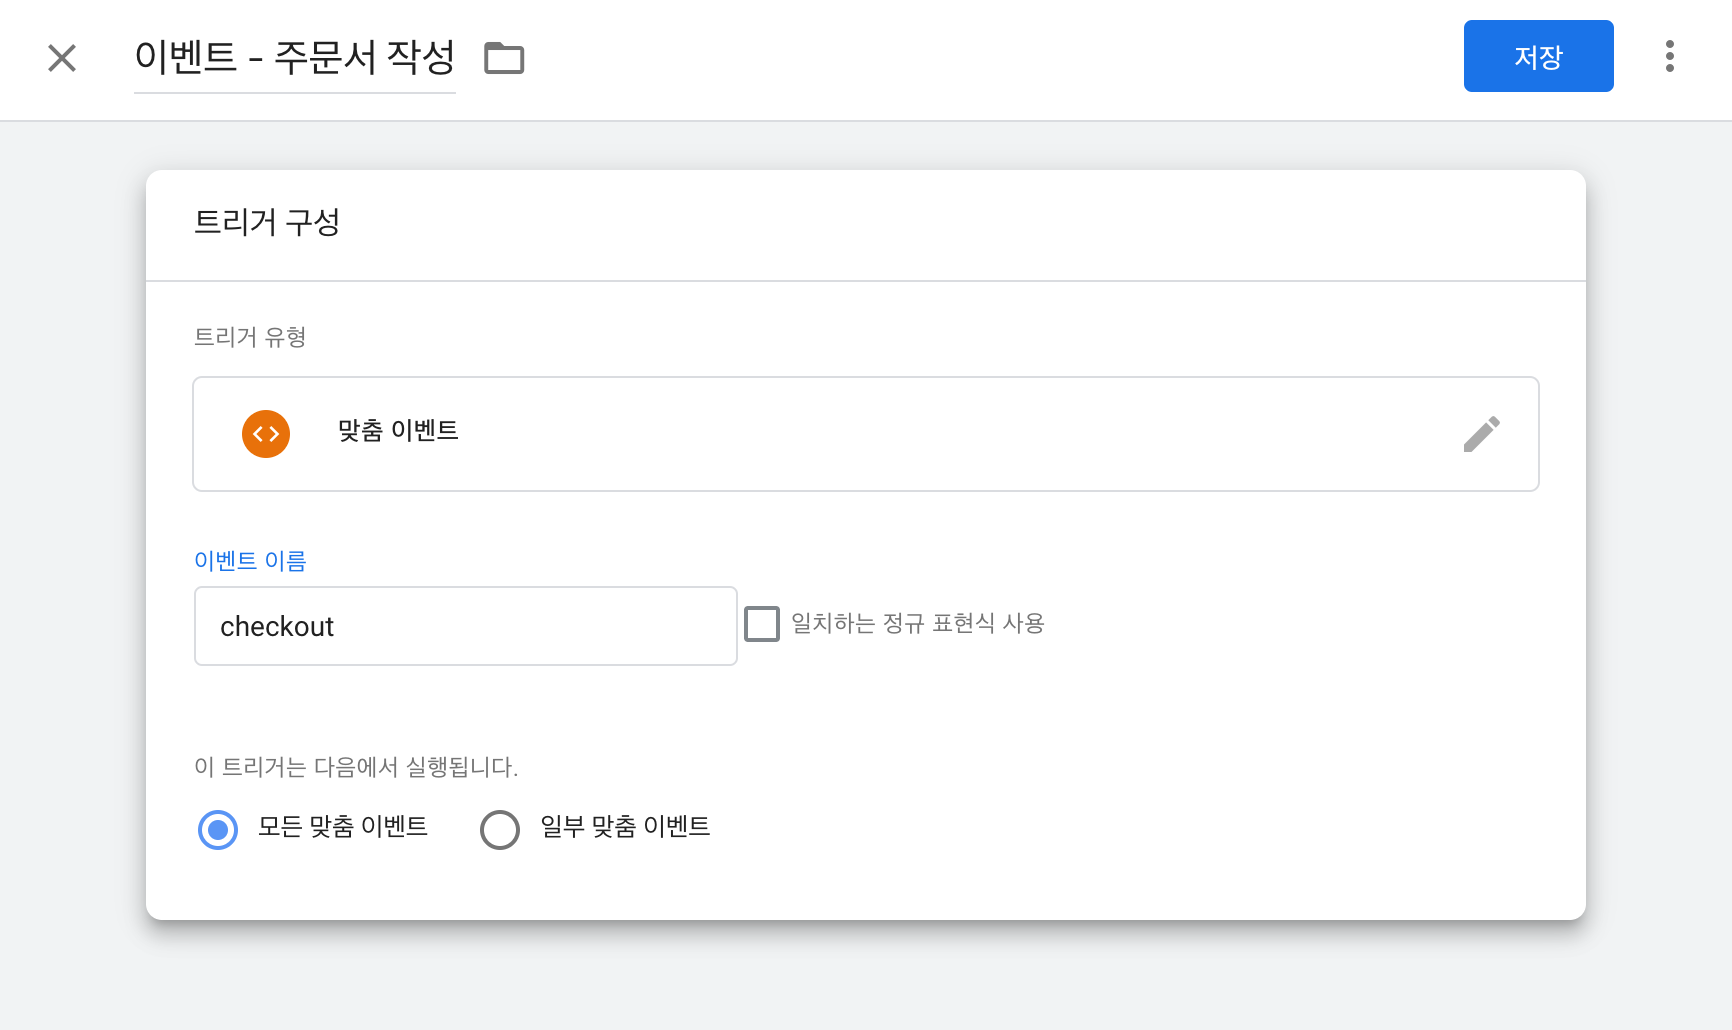 이벤트 - 주문서 작성
저장
트리거 구성
트리거 유형
맞춤 이벤트
이벤트 이름
checkout
일치하는 정규 표현식 사용
이 트리거는 다음에서 실행됩니다.
모든 맞춤 이벤트
일부 맞춤 이벤트